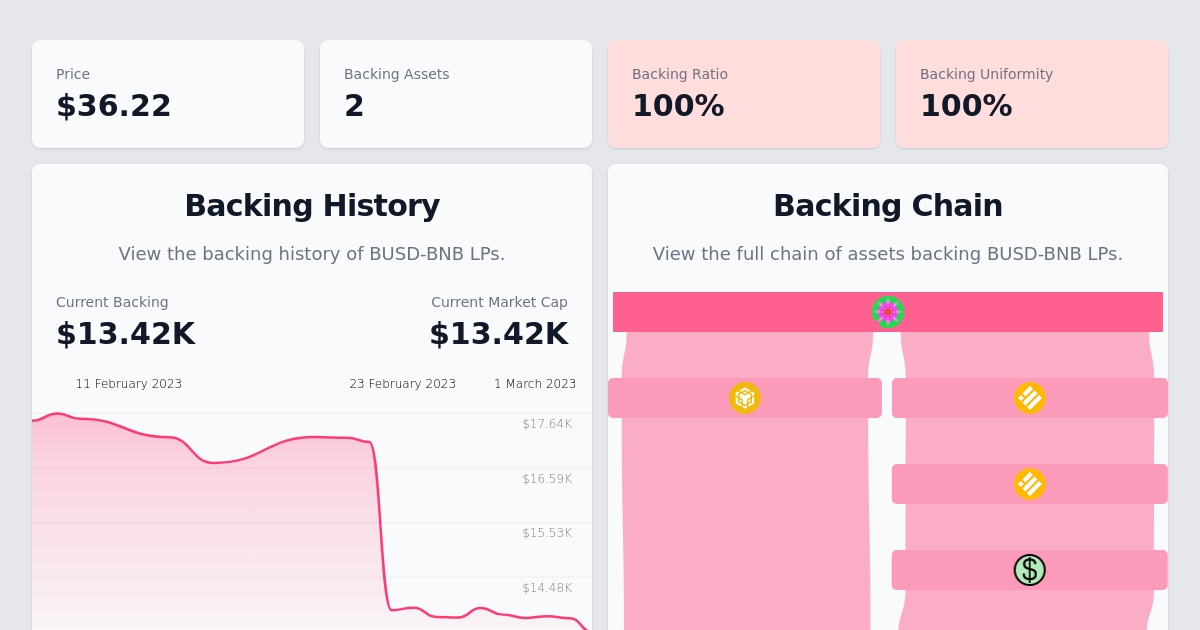 Price
$36.22
Backing Assets
2
Backing Ratio
100%
Backing Uniformity
100%
Backing History
View the backing history of BUSD-BNB LPs.
Current Backing
$13.42K
Current Market Cap
$13.42K
11 February 2023
23 February 2023
1 March 2023
$17.64K
$16.59K
$15.53K
$14.48K
Backing Chain
View the full chain of assets backing BUSD-BNB LPs.
$